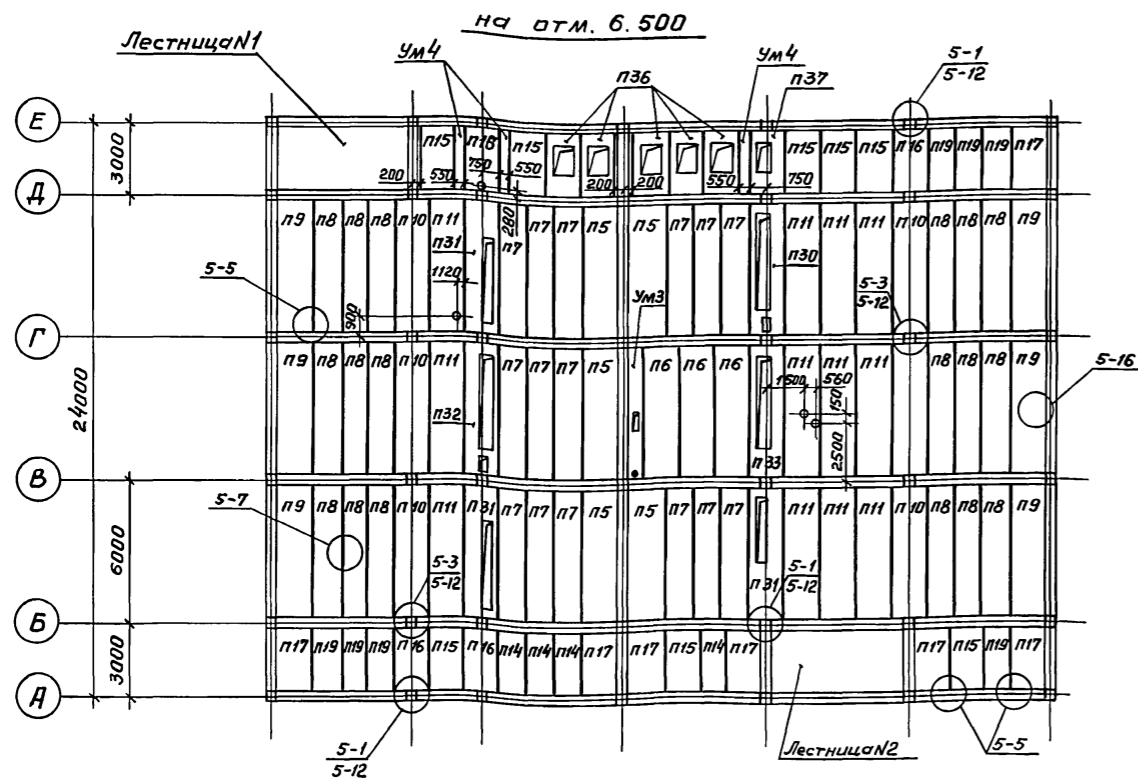 на отм. 6.500
Лестница N1
Ум4
п36
Ум4
п37
5-1
5-12
Е
3000
п15 п18 п15 п15 п15 п15 п16 п19 п19 п19 п17
750
200 550 550 200 200 550 750
Д
280
п9 п8 п8 п8 п10 п11 п7 п7 п7 п5 п5 п7 п7 п7 п11 п11 п11 п10 п8 п8 п8 п9
п31
п30
5-5
1120
900
Ум3
5-3
5-12
Г
24000
п9 п8 п8 п8 п10 п11 п7 п7 п7 п5 п6 п6 п6 п11 п11 п11 п8 п8 п8 п9
5-16
1500 560
150
п32
2500
п33
В
п9 п8 п8 п8 п10 п11 п31 п7 п7 п7 п5 п5 п7 п7 п7 п11 п11 п11 п10 п8 п8 п8 п9
5-7
6000
5-3
5-12
5-1
5-12
п31
Б
3000
п17 п19 п19 п19 п16 п15 п16 п14 п14 п14 п17 п17 п15 п14 п17 п17 п15 п19 п17
А
5-1
5-12
Лестница N2
5-5